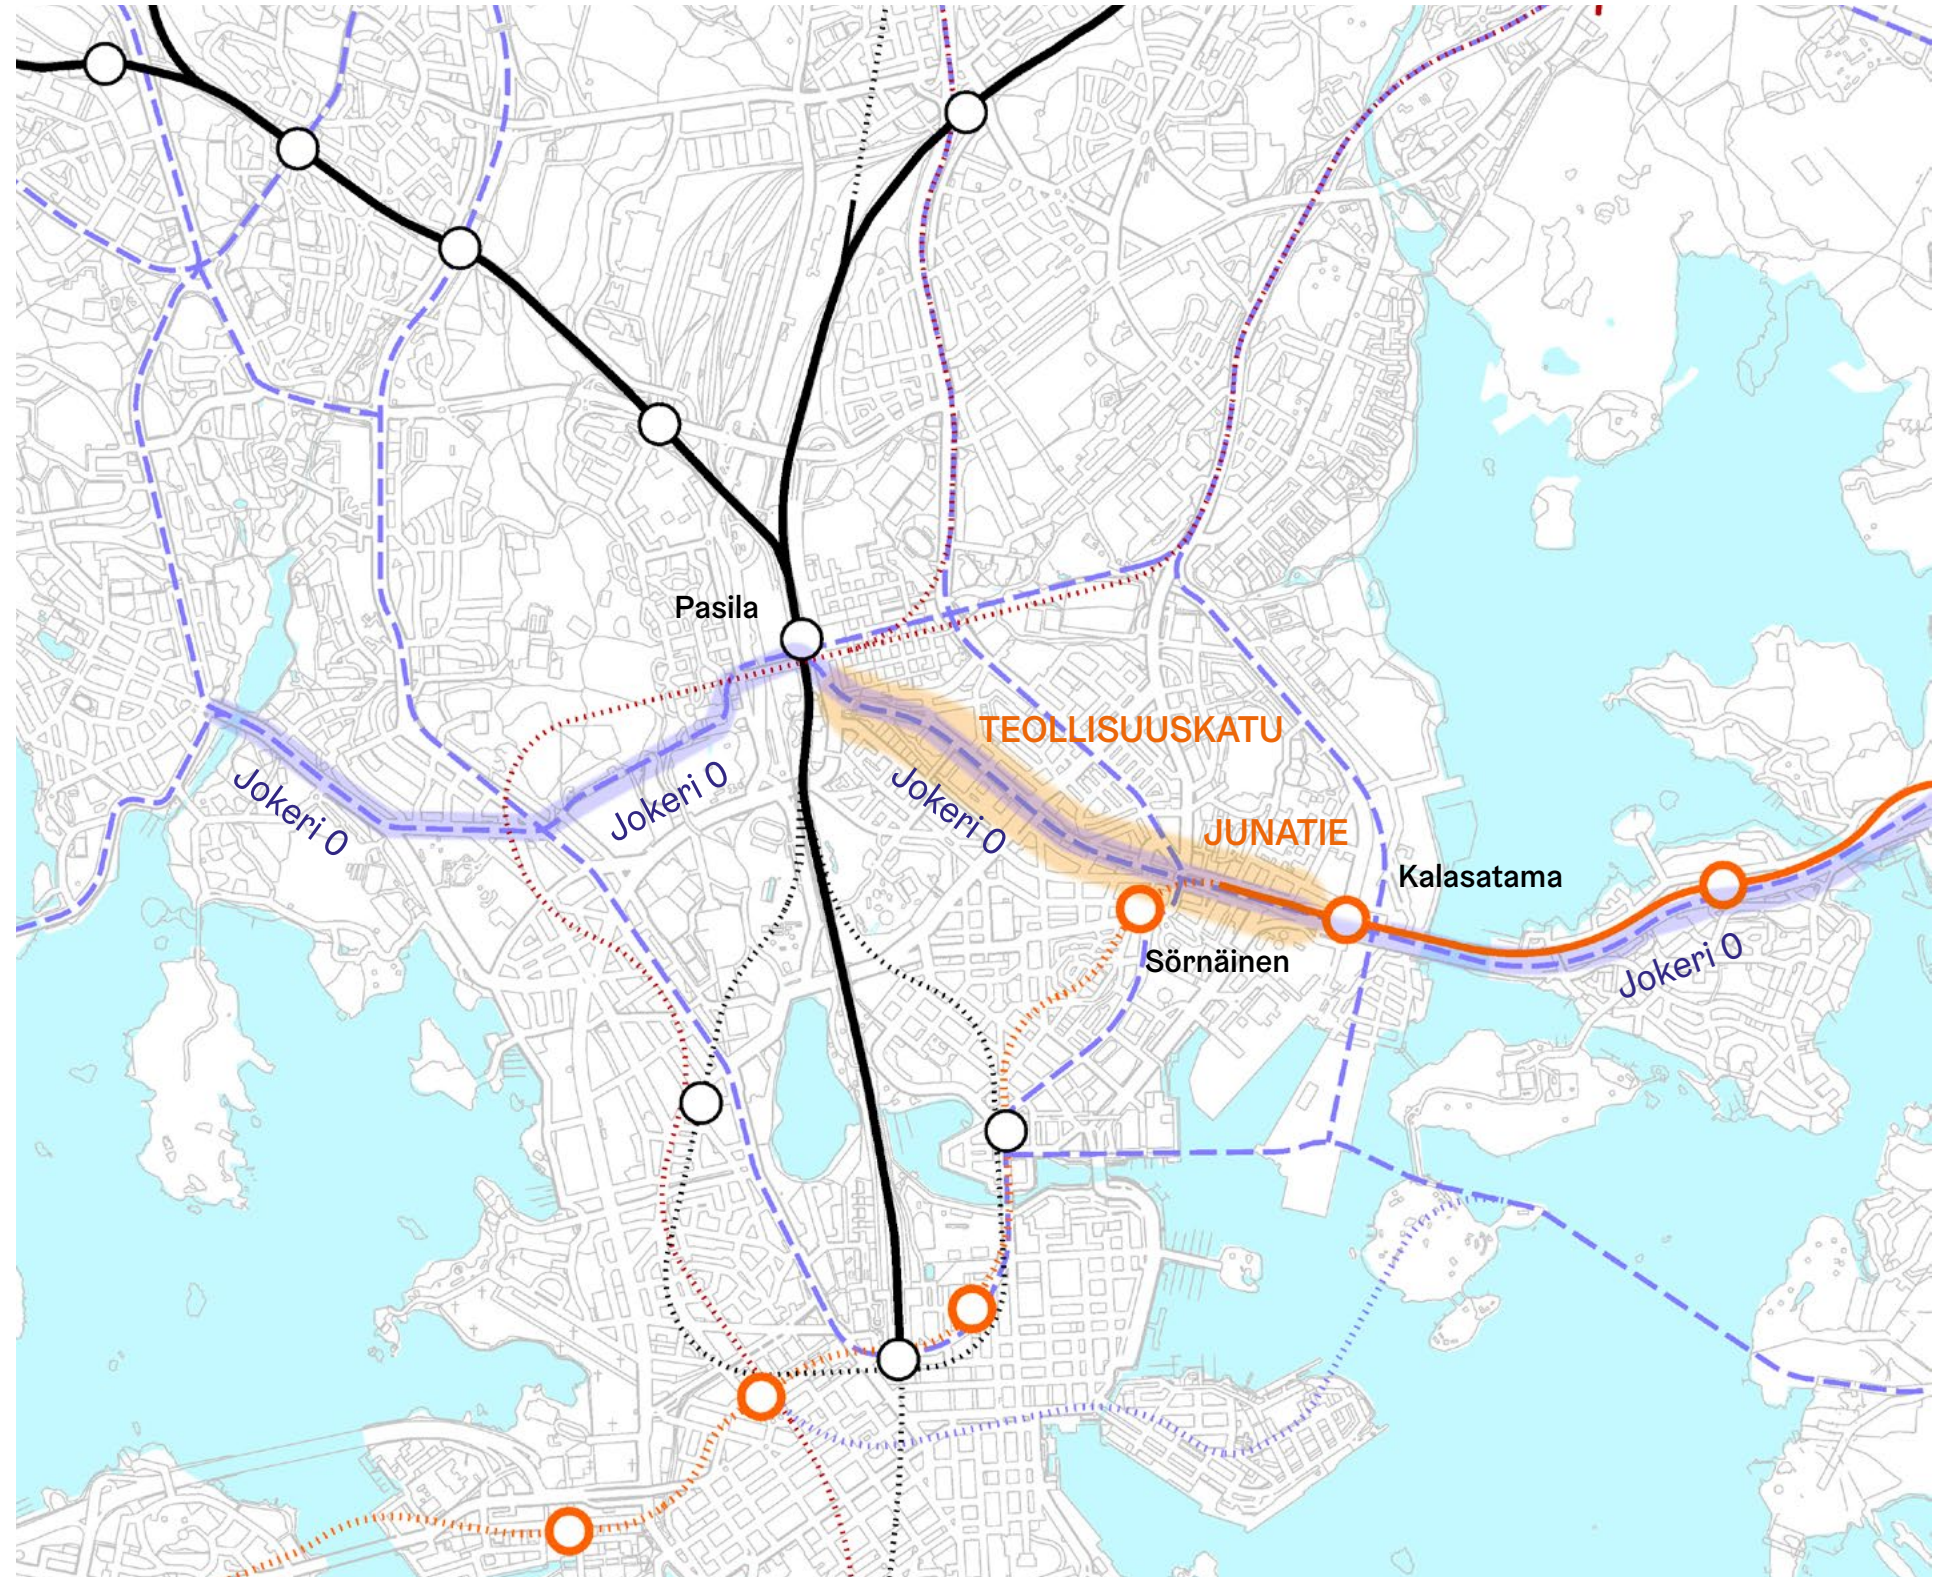 Pasila
TEOLLISUUSKATU
Jokeri 0
Jokeri 0
Jokeri 0
JUNATIE
Kalasatama
Sörnäinen
Jokeri 0